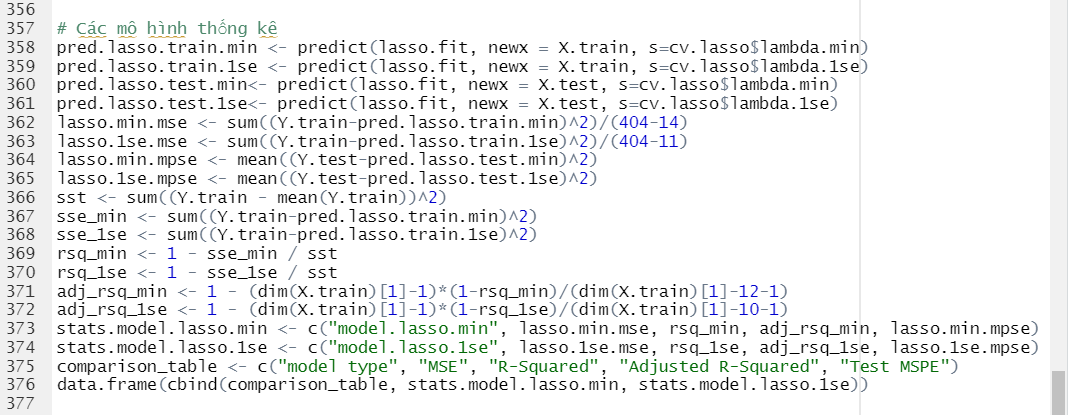 356
357 # Các mô hình thống kê
358 pred.lasso.train.min <- predict(lasso.fit, newx = X.train, s=cv.lasso$lambda.min)
359 pred.lasso.train.1se <- predict(lasso.fit, newx = X.train, s=cv.lasso$lambda.1se)
360 pred.lasso.test.min<- predict(lasso.fit, newx = X.test, s=cv.lasso$lambda.min)
361 pred.lasso.test.1se<- predict(lasso.fit, newx = X.test, s=cv.lasso$lambda.1se)
362 lasso.min.mse <- sum((Y.train-pred.lasso.train.min)^2)/(404-14)
363 lasso.1se.mse <- sum((Y.train-pred.lasso.train.1se)^2)/(404-11)
364 lasso.min.mpse <- mean((Y.test-pred.lasso.test.min)^2)
365 lasso.1se.mpse <- mean((Y.test-pred.lasso.test.1se)^2)
366 sst <- sum((Y.train - mean(Y.train))^2)
367 sse_min <- sum((Y.train-pred.lasso.train.min)^2)
368 sse_1se <- sum((Y.train-pred.lasso.train.1se)^2)
369 rsq_min <- 1 - sse_min / sst
370 rsq_1se <- 1 - sse_1se / sst
371 adj_rsq_min <- 1 - (dim(X.train)[1]-1)*(1-rsq_min)/(dim(X.train)[1]-12-1)
372 adj_rsq_1se <- 1 - (dim(X.train)[1]-1)*(1-rsq_1se)/(dim(X.train)[1]-10-1)
373 stats.model.lasso.min <- c("model.lasso.min", lasso.min.mse, rsq_min, adj_rsq_min, lasso.min.mpse)
374 stats.model.lasso.1se <- c("model.lasso.1se", lasso.1se.mse, rsq_1se, adj_rsq_1se, lasso.1se.mpse)
375 comparison_table <- c("model type", "MSE", "R-Squared", "Adjusted R-Squared", "Test MSPE")
376 data.frame(cbind(comparison_table, stats.model.lasso.min, stats.model.lasso.1se))
377